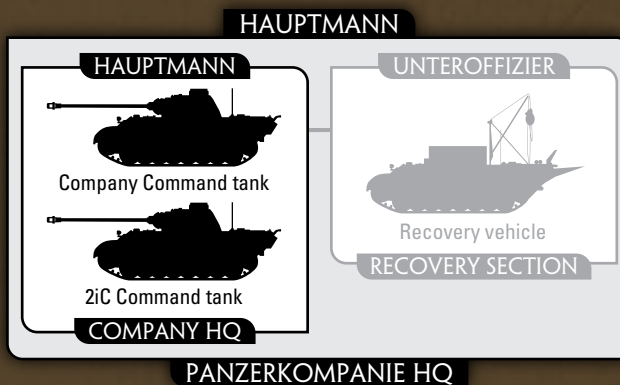 HAUPTMANN
HAUPTMANN
Company Command tank
2iC Command tank
COMPANY HQ
UNTEROFFIZIER
Recovery vehicle
RECOVERY SECTION
PANZERKOMPANIE HQ